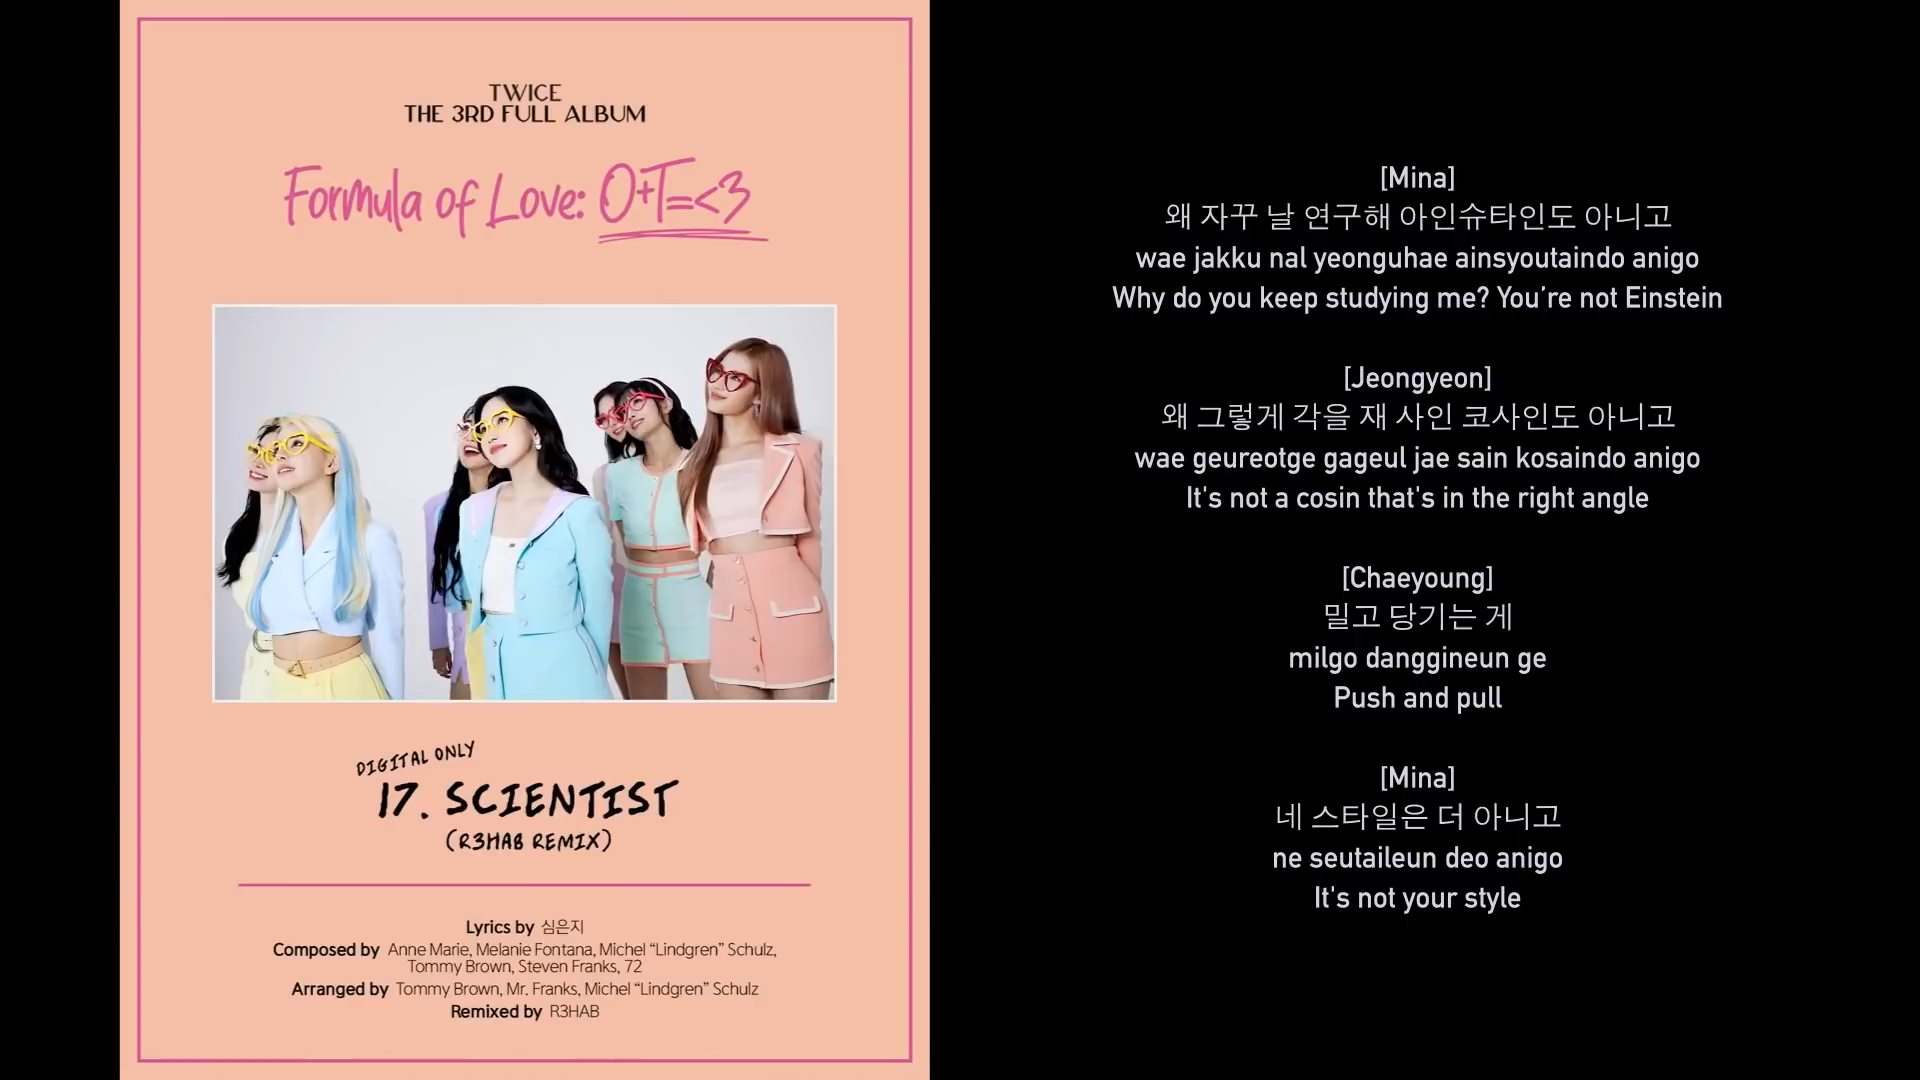 TWICE
THE 3RD FULL ALBUM
Formula of Love: O+T=<3
DIGITAL ONLY
17. SCIENTIST
(R3HAB REMIX)
Lyrics by 심은지
Composed by Anne Marie, Melanie Fontana, Michel “Lindgren” Schulz,
Tommy Brown, Steven Franks, 72
Arranged by Tommy Brown, Mr. Franks, Michel “Lindgren” Schulz
Remixed by R3HAB
[Mina]
왜 자꾸 날 연구해 아인슈타인도 아니고
wae jakku nal yeonguhae ainsyoutaindo anigo
Why do you keep studying me? You’re not Einstein
[Jeongyeon]
왜 그렇게 각을 재 사인 코사인도 아니고
wae geureotge gageul jae sain kosaindo anigo
It's not a cosin that's in the right angle
[Chaeyoung]
밀고 당기는 게
milgo danggineun ge
Push and pull
[Mina]
네 스타일은 더 아니고
ne seutaileun deo anigo
It's not your style